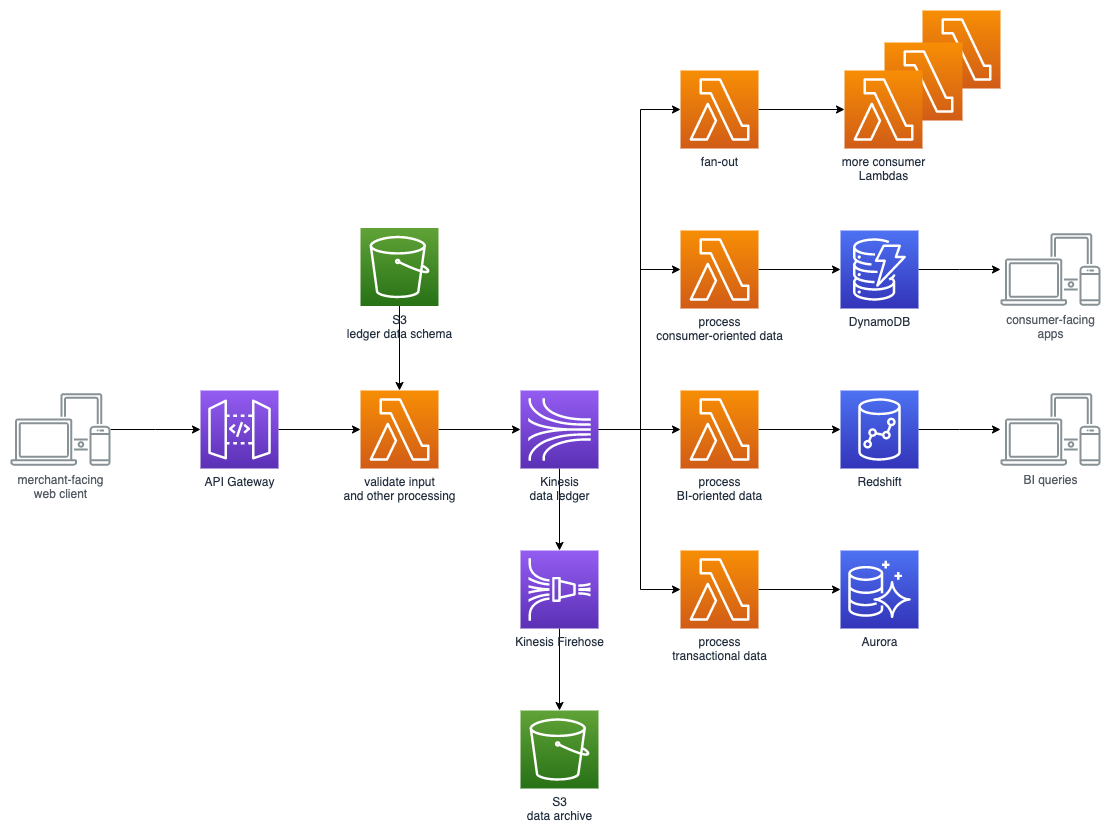 fan-out
more consumer
Lambdas
S3
ledger data schema
process
consumer-oriented data
DynamoDB
consumer-facing
apps
merchant-facing
web client
API Gateway
</>
validate input
and other processing
Kinesis
data ledger
process
BI-oriented data
Redshift
BI queries
Kinesis Firehose
process
transactional data
Aurora
S3
data archive